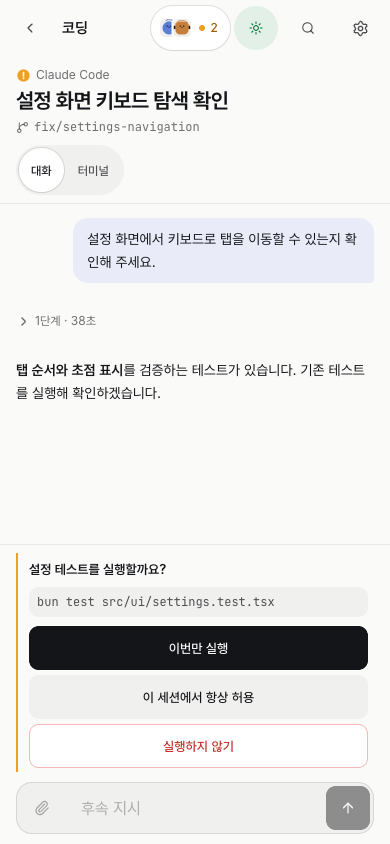 코딩
2
Claude Code
설정 화면 키보드 탐색 확인
fix/settings-navigation
대화
터미널
설정 화면에서 키보드로 탭을 이동할 수 있는지 확
인해 주세요.
1단계 · 38초
탭 순서와 초점 표시를 검증하는 테스트가 있습니다. 기존 테스트
를 실행해 확인하겠습니다.
설정 테스트를 실행할까요?
bun test src/ui/settings.test.tsx
이번만 실행
이 세션에서 항상 허용
실행하지 않기
후속 지시